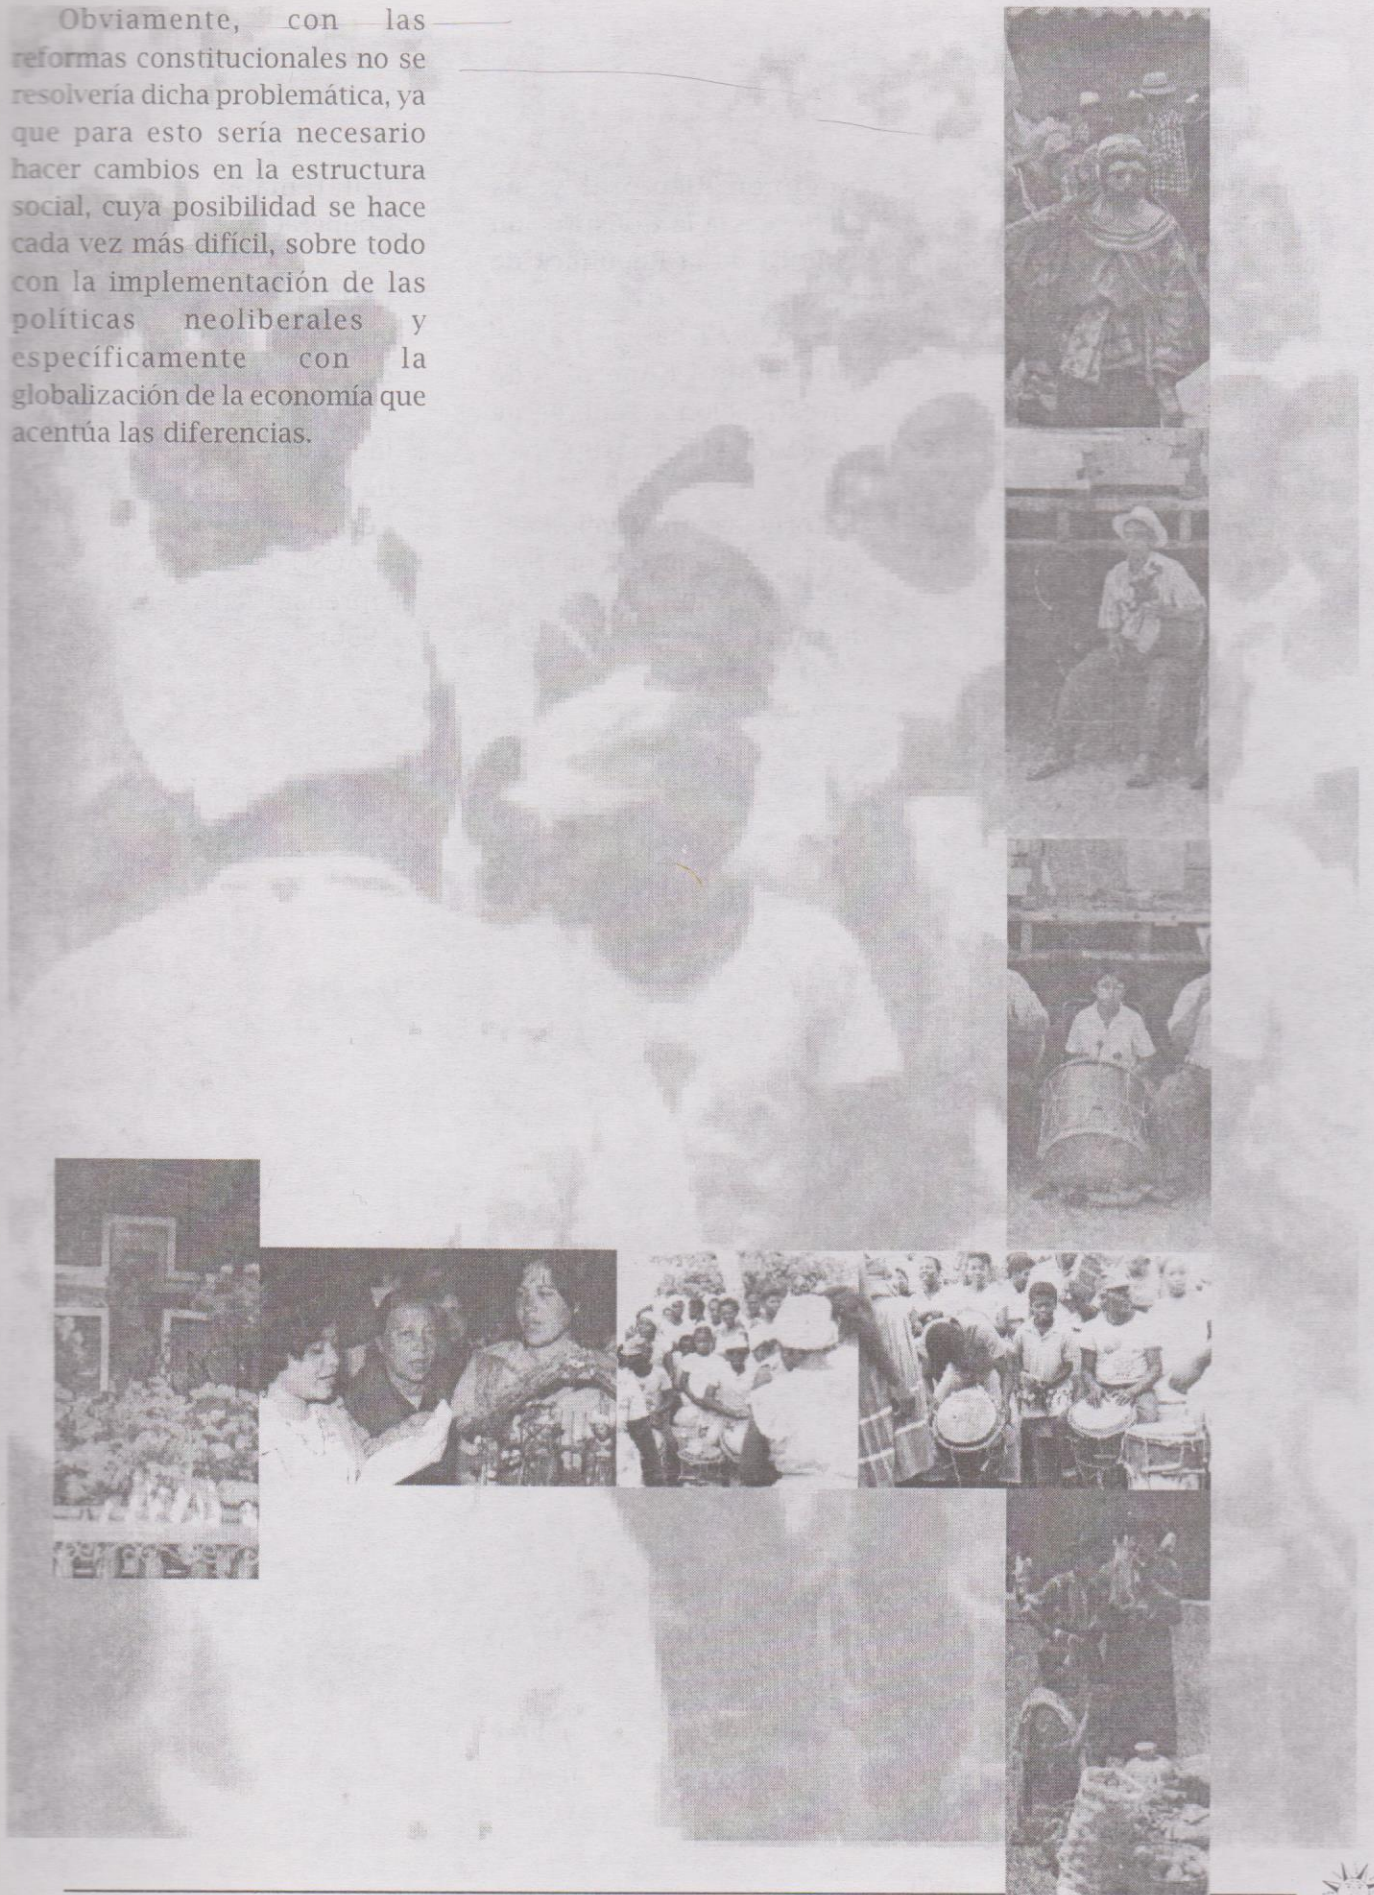 Obviamente, con las
reformas constitucionales no se
resolvería dicha problemática, ya
que para esto sería necesario
hacer cambios en la estructura
social, cuya posibilidad se hace
cada vez más difícil, sobre todo
con la implementación de las
políticas neoliberales y
específicamente con la
globalización de la economía que
acentúa las diferencias.